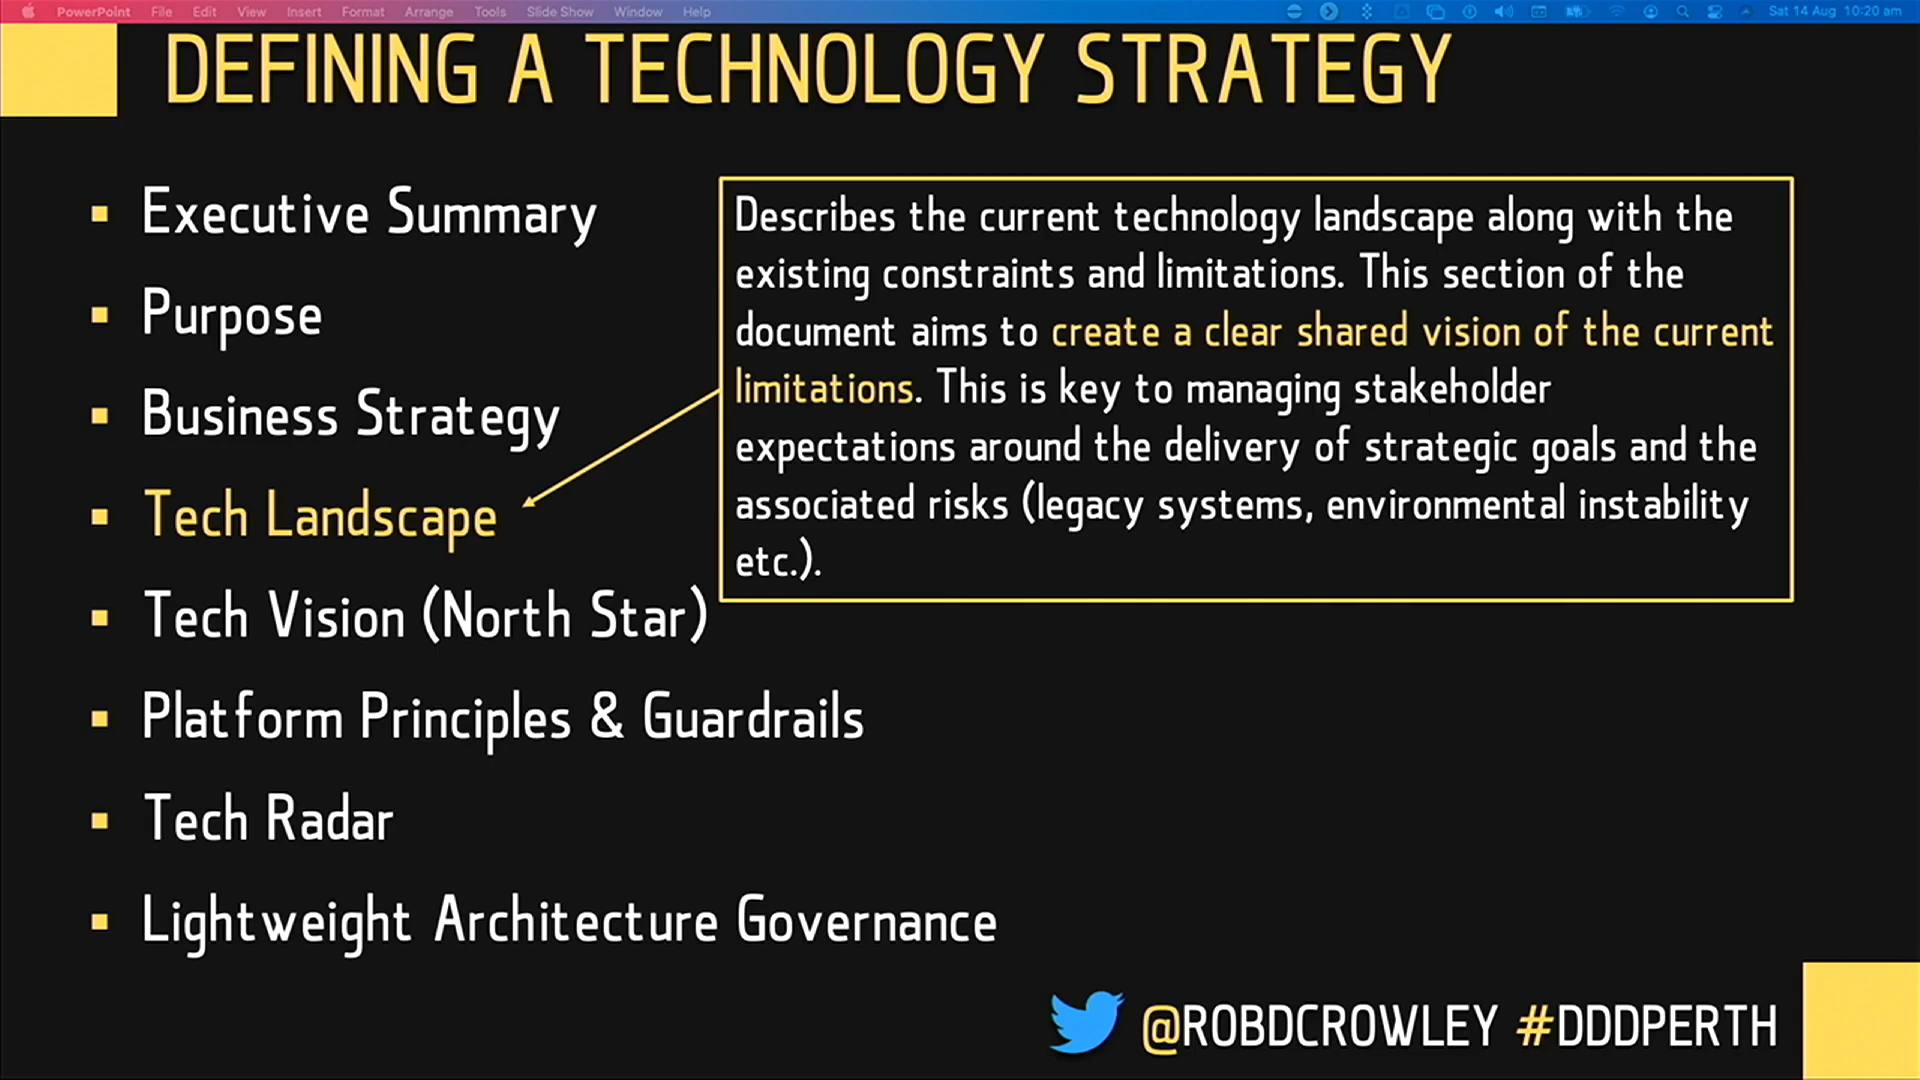 PowerPoint File Edit View Insert Format Arrange Tools Slide Show Window Help Sat 14 Aug 10:20 am
DEFINING A TECHNOLOGY STRATEGY
Executive Summary
Purpose
Business Strategy
Tech Landscape
Tech Vision (North Star)
Platform Principles & Guardrails
Tech Radar
Lightweight Architecture Governance
Describes the current technology landscape along with the
existing constraints and limitations. This section of the
document aims to create a clear shared vision of the current
limitations. This is key to managing stakeholder
expectations around the delivery of strategic goals and the
associated risks (legacy systems, environmental instability
etc.).
@ROBDCROWLEY #DDDPERTH